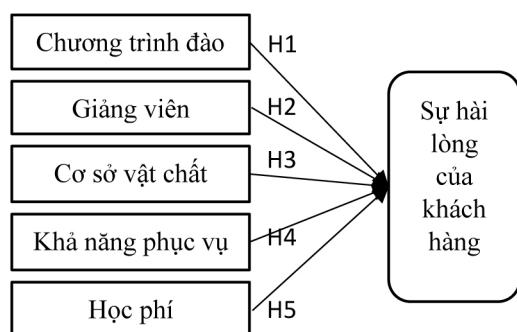 Chương trình đào
H1
Giảng viên
H2
Cơ sở vật chất
H3
Khả năng phục vụ
H4
Học phí
H5
Sự hài
lòng
của
khách
hàng